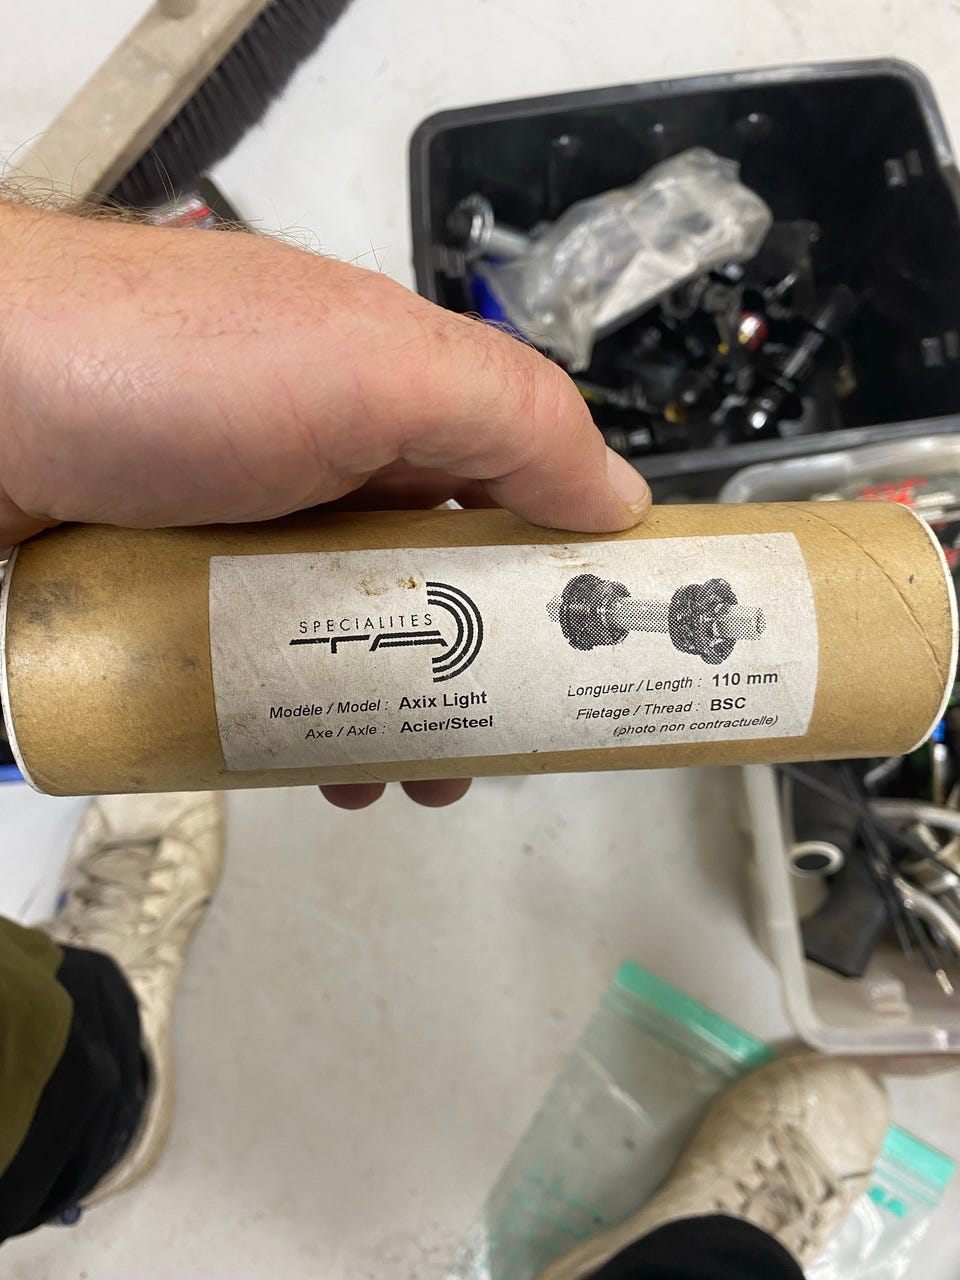 SPECIALITES
TA
Modèle / Model : Axix Light
Axe / Axle : Acier/Steel
Longueur / Length : 110 mm
Filetage / Thread : BSC
(photo non contractuelle)